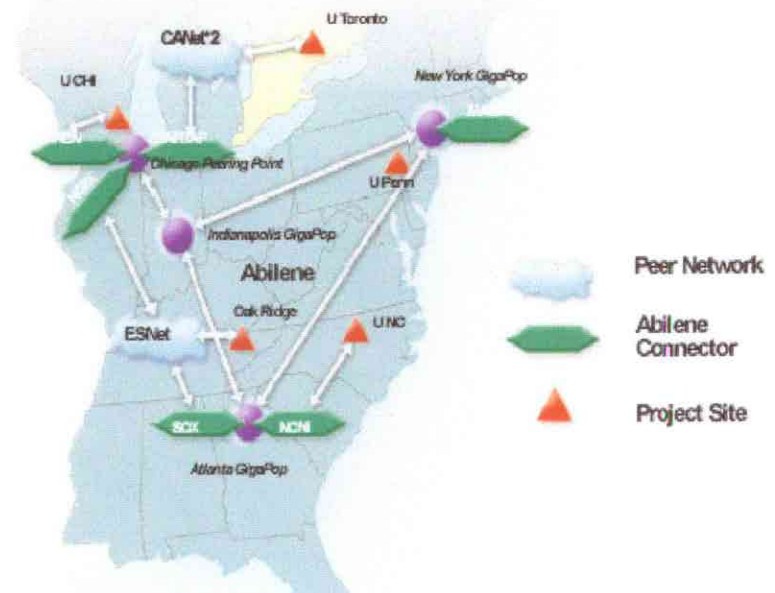 U Toronto
CANet*2
New York GigaPop
U CHI
Chicago Peering Point
U Penn
Indianapolis GigaPop
Abilene
Peer Network
Oak Ridge
U NC
ESNet
Abilene
Connector
SOX
NCNI
Project Site
Atlanta GigaPop